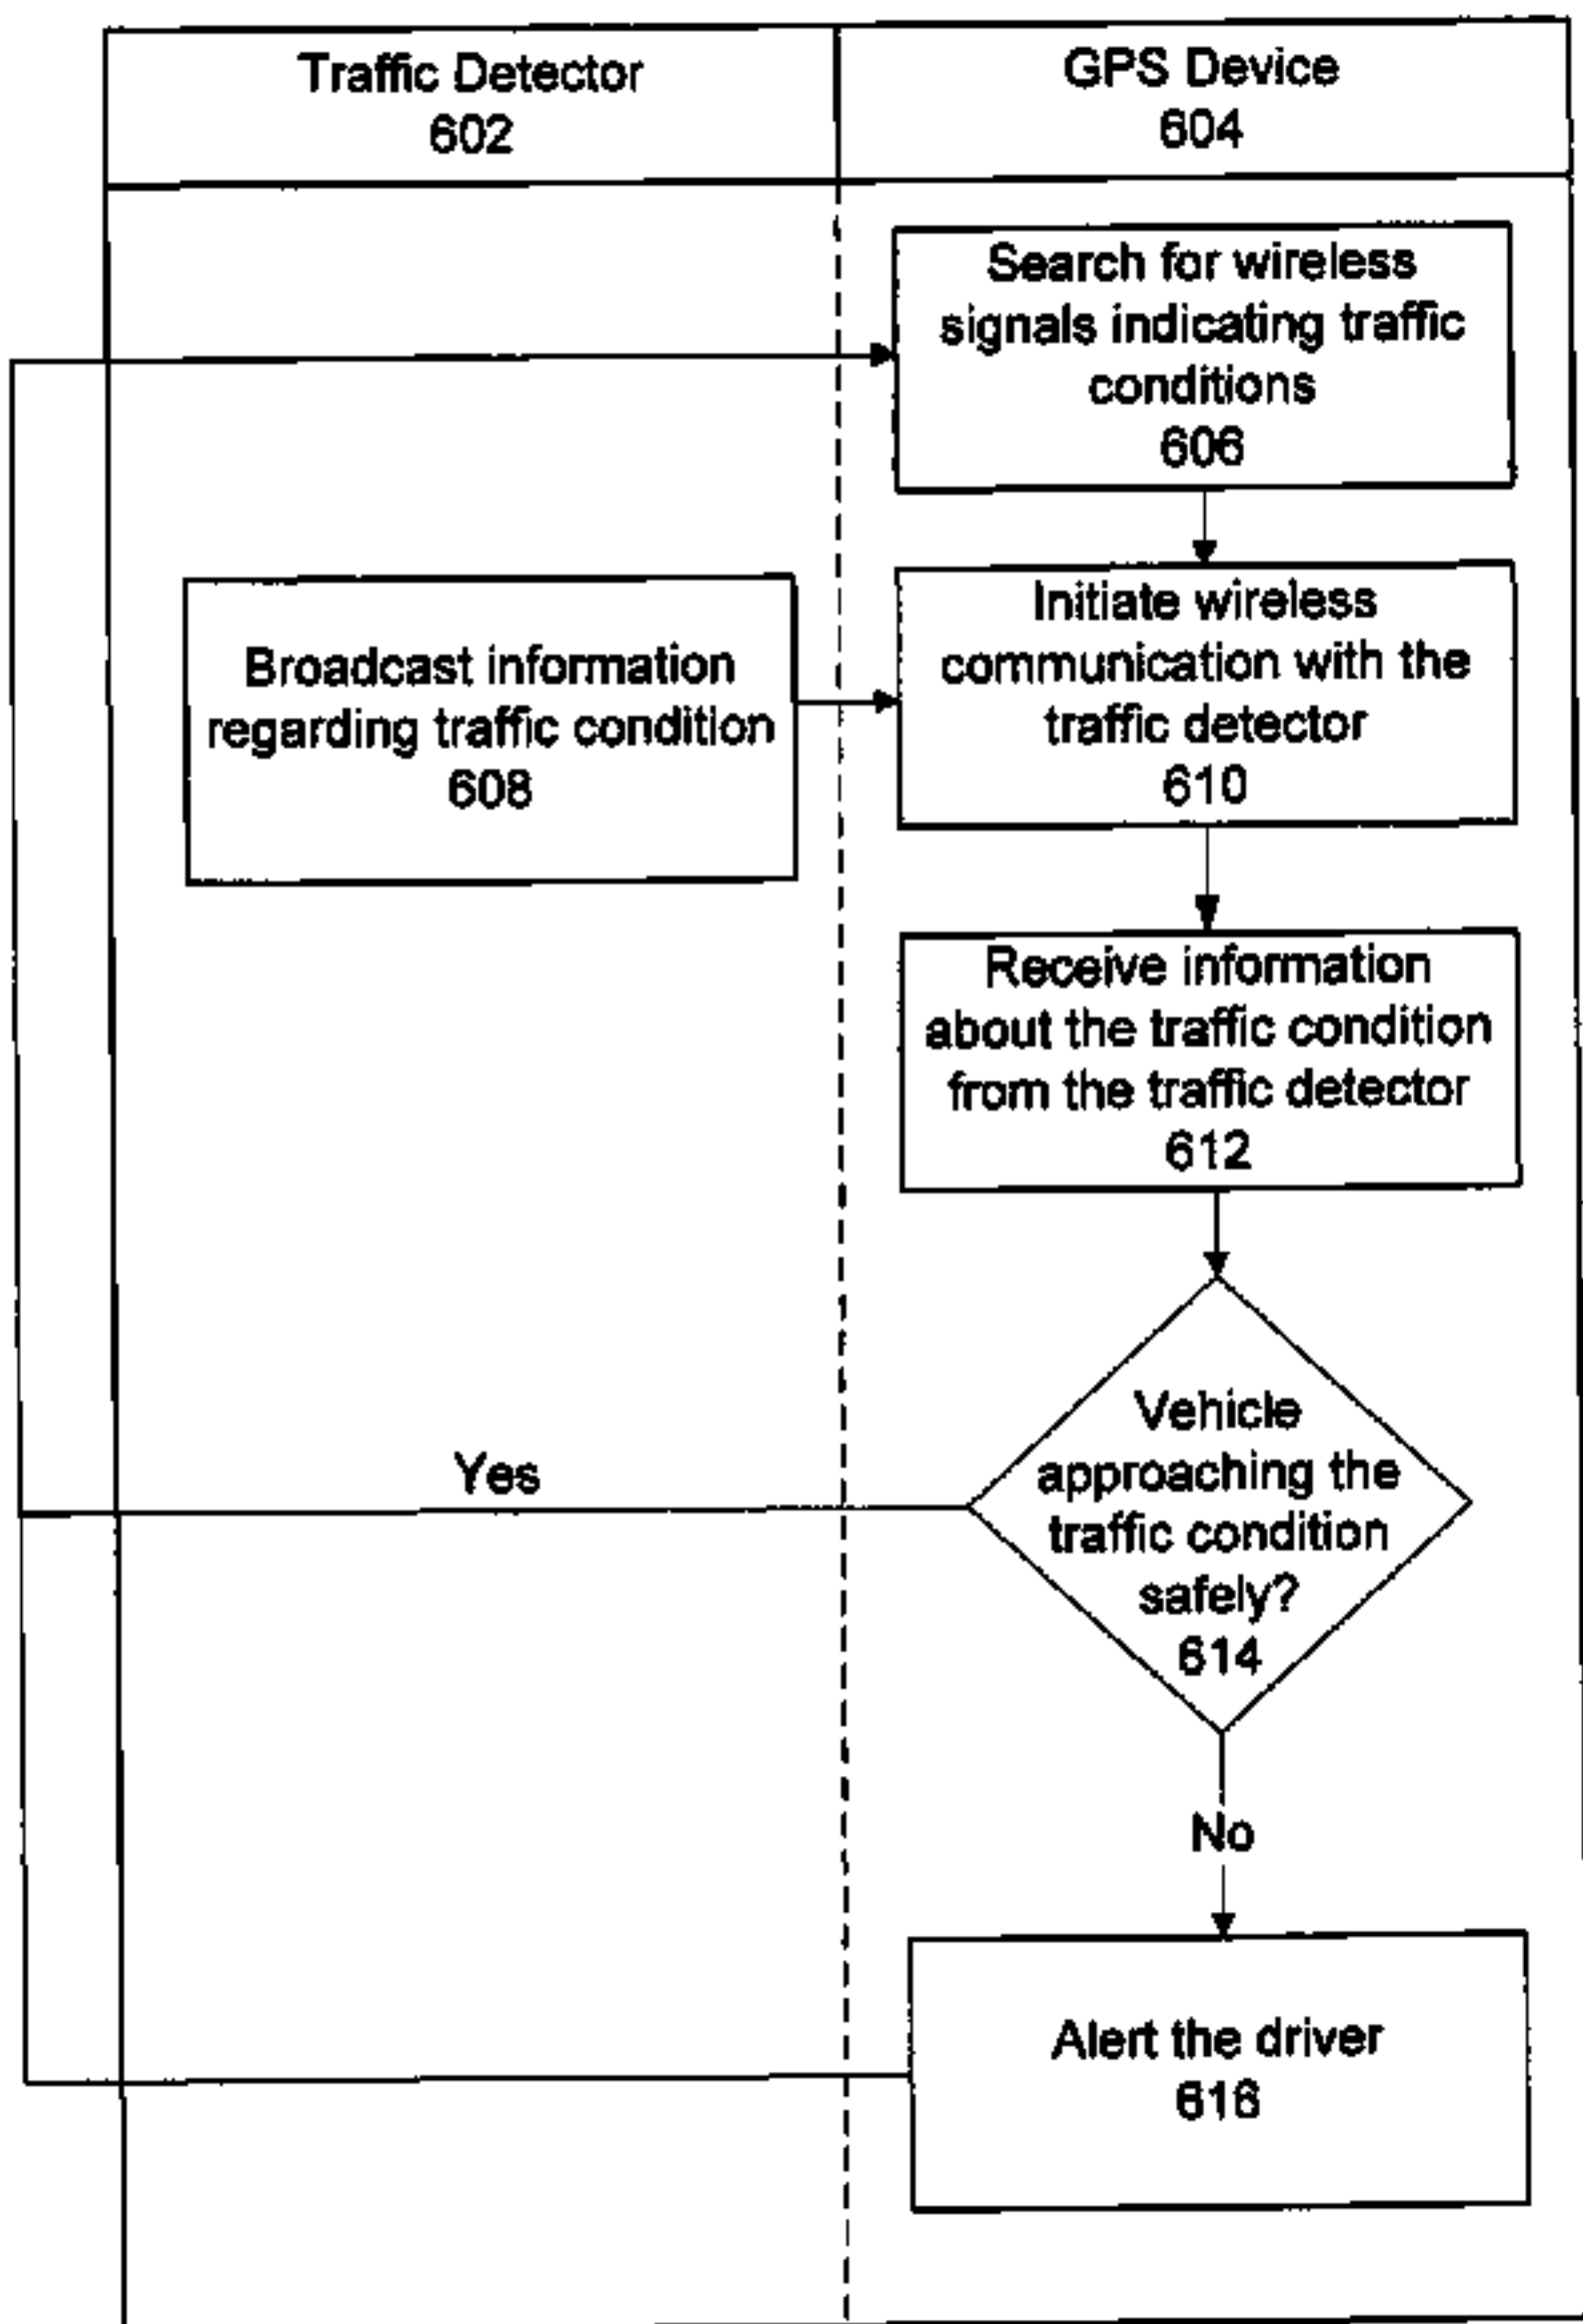 Traffic Detector
602
GPS Device
604
Search for wireless
signals indicating traffic
conditions
606
Broadcast information
regarding traffic condition
608
Initiate wireless
communication with the
traffic detector
610
Receive information
about the traffic condition
from the traffic detector
612
Vehicle
approaching the
traffic condition
safely?
614
Yes
No
Alert the driver
616